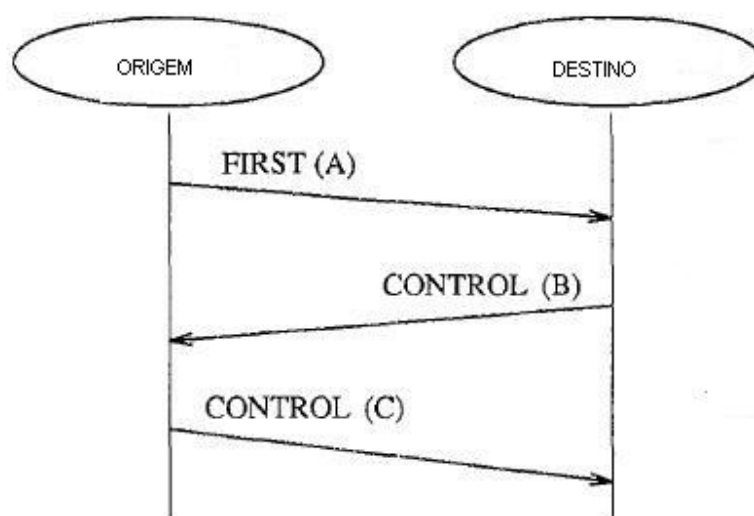 ORIGEM
DESTINO
FIRST (A)
CONTROL (B)
CONTROL (C)